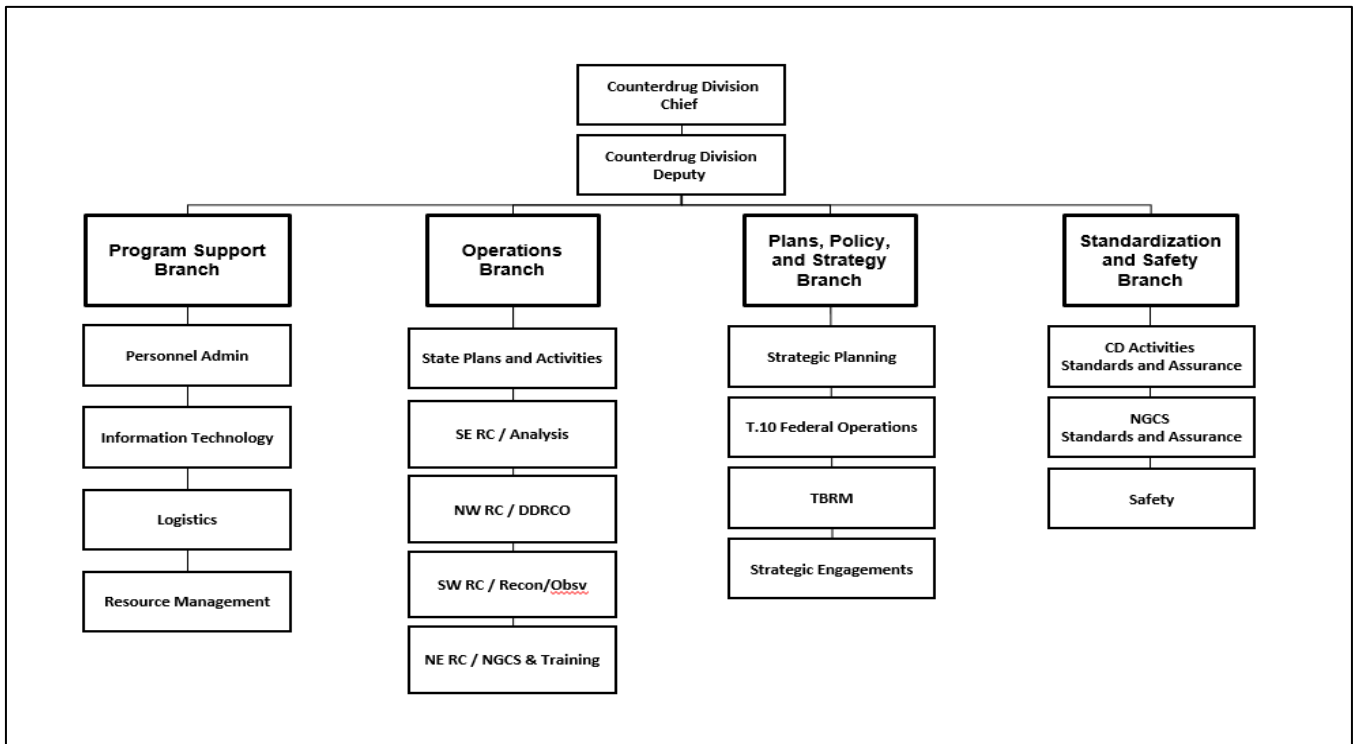 Counterdrug Division
Chief
Counterdrug Division
Deputy
Program Support
Branch
Personnel Admin
Information Technology
Logistics
Resource Management
Operations
Branch
State Plans and Activities
SE RC / Analysis
NW RC / DDRCO
SW RC / Recon/Obsv
NE RC / NGCS & Training
Plans, Policy,
and Strategy
Branch
Strategic Planning
T.10 Federal Operations
TBRM
Strategic Engagements
Standardization
and Safety
Branch
CD Activities
Standards and Assurance
NGCS
Standards and Assurance
Safety